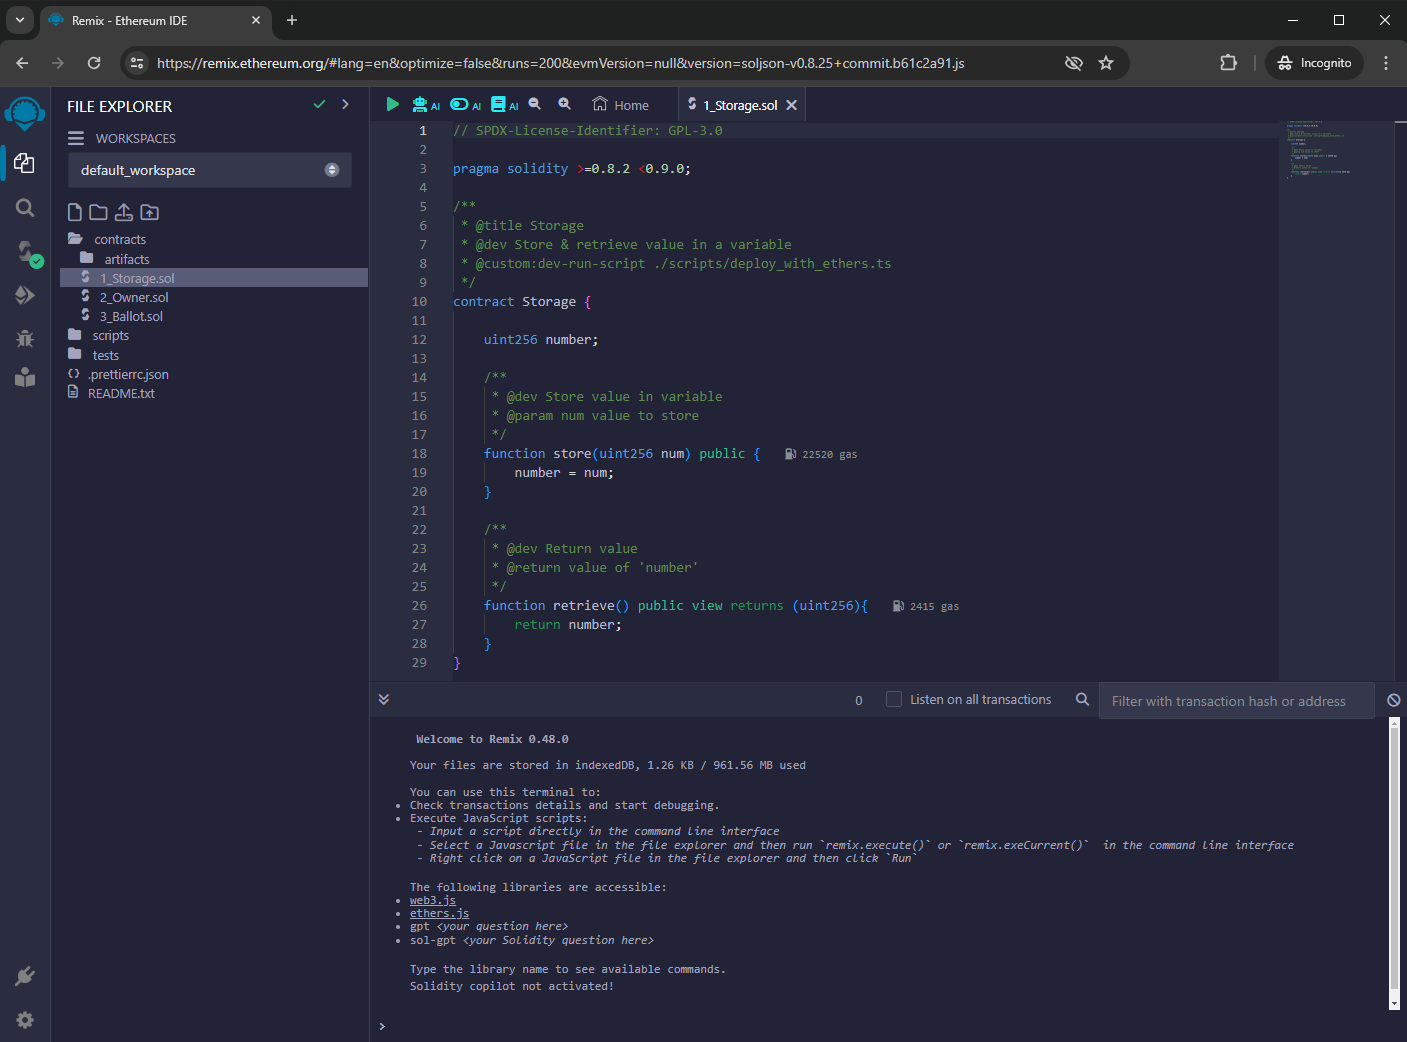 Remix - Ethereum IDE
https://remix.ethereum.org/#lang=en&optimize=false&runs=200&evmVersion=null&version=soljson-v0.8.25+commit.b61c2a91.js
Incognito
FILE EXPLORER
WORKSPACES
default_workspace
contracts
artifacts
1_Storage.sol
2_Owner.sol
3_Ballot.sol
scripts
tests
{} .prettierrc.json
README.txt
AI AI AI Home 1_Storage.sol
1 // SPDX-License-Identifier: GPL-3.0
2
3 pragma solidity >=0.8.2 <0.9.0;
4
5 /**
6 * @title Storage
7 * @dev Store & retrieve value in a variable
8 * @custom:dev-run-script ./scripts/deploy_with_ethers.ts
9 */
10 contract Storage {
11
12 uint256 number;
13
14 /**
15 * @dev Store value in variable
16 * @param num value to store
17 */
18 function store(uint256 num) public { 22520 gas
19 number = num;
20 }
21
22 /**
23 * @dev Return value
24 * @return value of 'number'
25 */
26 function retrieve() public view returns (uint256){ 2415 gas
27 return number;
28 }
29 }
0 Listen on all transactions Filter with transaction hash or address
Welcome to Remix 0.48.0
Your files are stored in indexedDB, 1.26 KB / 961.56 MB used
You can use this terminal to:
• Check transactions details and start debugging.
• Execute JavaScript scripts:
- Input a script directly in the command line interface
- Select a Javascript file in the file explorer and then run `remix.execute()` or `remix.exeCurrent()` in the command line interface
- Right click on a JavaScript file in the file explorer and then click `Run`
The following libraries are accessible:
• web3.js
• ethers.js
• gpt <your question here>
• sol-gpt <your Solidity question here>
Type the library name to see available commands.
Solidity copilot not activated!
>